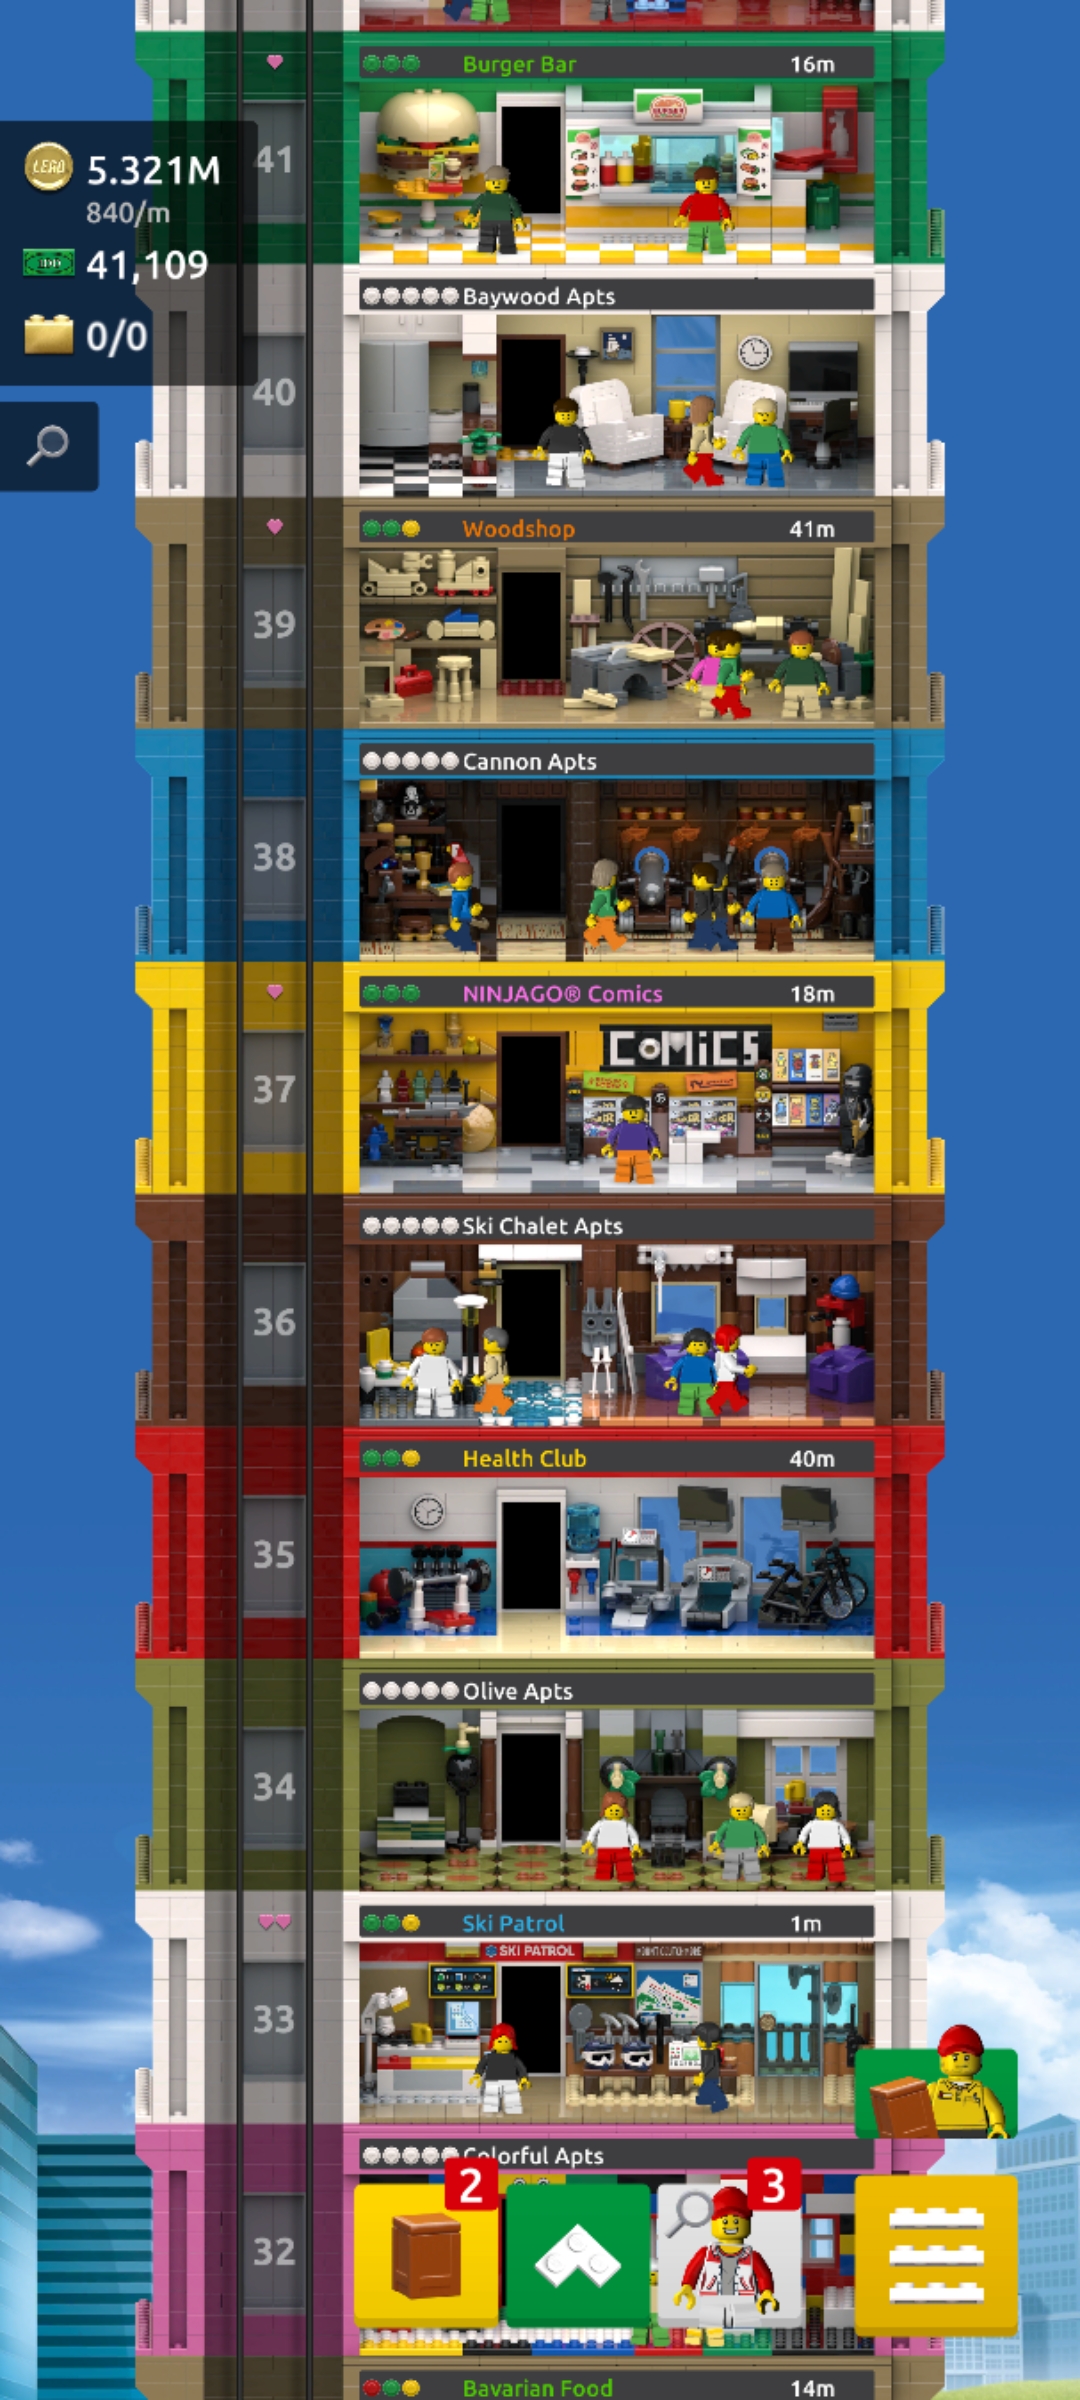 Burger Bar 16m
41
LEGO 5.321M
840/m
41,109
0/0
Baywood Apts
40
Woodshop 41m
39
Cannon Apts
38
NINJAGO® Comics 18m
COMiCS
37
Ski Chalet Apts
36
Health Club 40m
35
Olive Apts
34
Ski Patrol 1m
SKI PATROL
33
Colorful Apts
2
3
32
Bavarian Food 14m